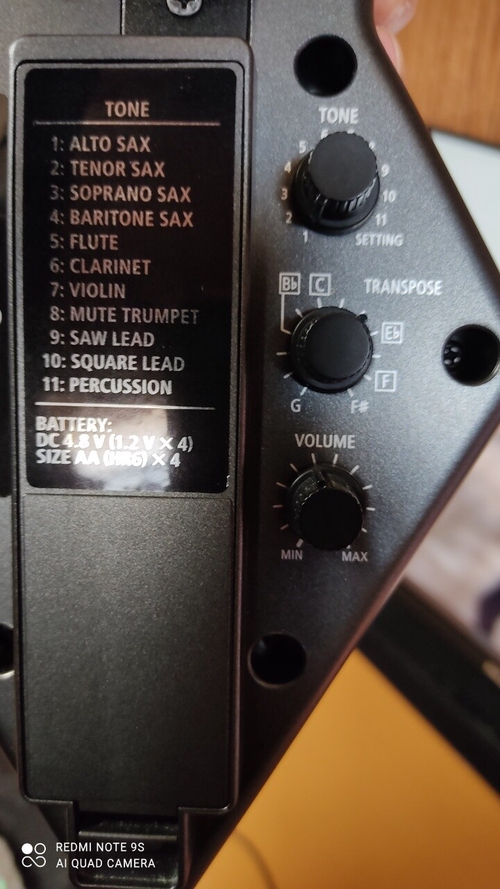 TONE
1: ALTO SAX
2: TENOR SAX
3: SOPRANO SAX
4: BARITONE SAX
5: FLUTE
6: CLARINET
7: VIOLIN
8: MUTE TRUMPET
9: SAW LEAD
10: SQUARE LEAD
11: PERCUSSION
BATTERY:
DC 4.8 V (1.2 V × 4)
SIZE AA (HR6) × 4
TONE
5
4
9
3
10
2
11
1
SETTING
B♭ C TRANSPOSE
E♭
F
G F#
VOLUME
MIN MAX
REDMI NOTE 9S
AI QUAD CAMERA